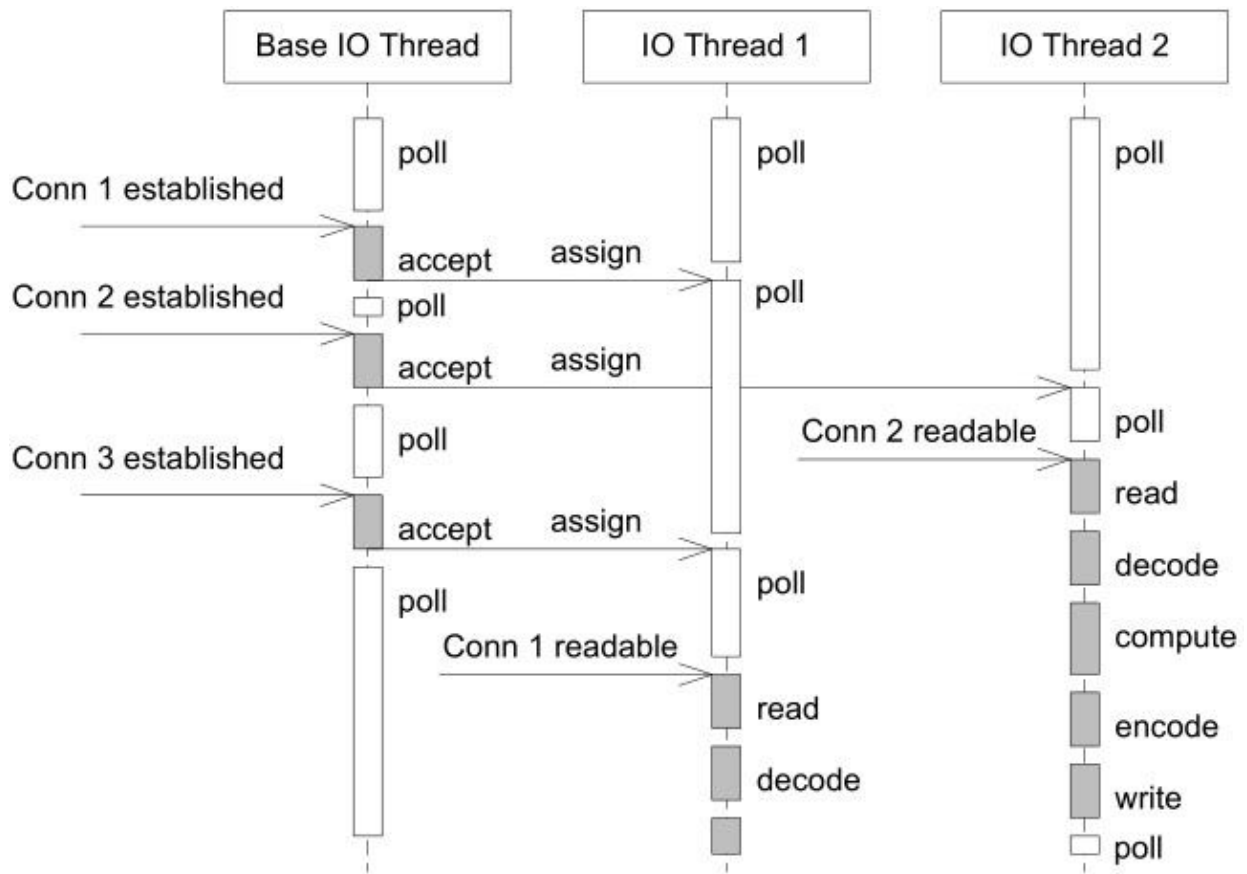 Base IO Thread
IO Thread 1
IO Thread 2
poll
poll
poll
Conn 1 established
accept
assign
poll
Conn 2 established
poll
accept
assign
poll
poll
Conn 2 readable
Conn 3 established
read
accept
assign
decode
poll
poll
Conn 1 readable
compute
read
encode
decode
write
poll